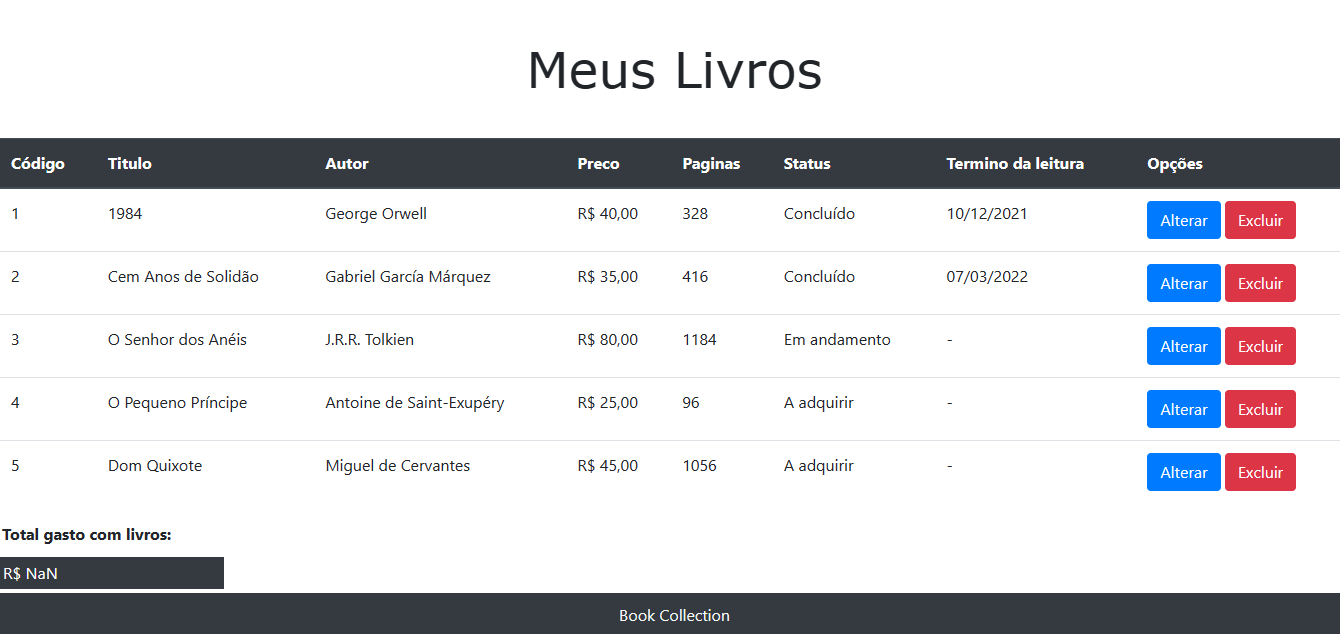 Meus Livros
Código Titulo Autor Preco Paginas Status Termino da leitura Opções
1 1984 George Orwell R$ 40,00 328 Concluído 10/12/2021 Alterar Excluir
2 Cem Anos de Solidão Gabriel García Márquez R$ 35,00 416 Concluído 07/03/2022 Alterar Excluir
3 O Senhor dos Anéis J.R.R. Tolkien R$ 80,00 1184 Em andamento - Alterar Excluir
4 O Pequeno Príncipe Antoine de Saint-Exupéry R$ 25,00 96 A adquirir - Alterar Excluir
5 Dom Quixote Miguel de Cervantes R$ 45,00 1056 A adquirir - Alterar Excluir
Total gasto com livros:
R$ NaN
Book Collection